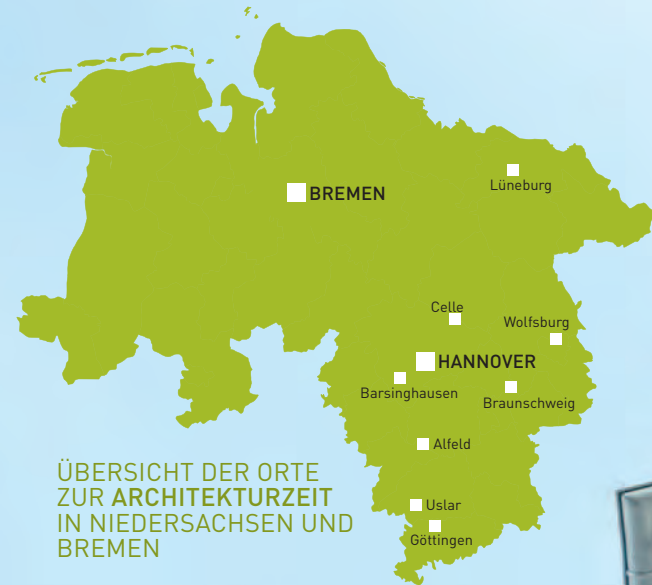 Lüneburg
BREMEN
Celle
Wolfsburg
HANNOVER
Barsinghausen
Braunschweig
Alfeld
Uslar
Göttingen
ÜBERSICHT DER ORTE
ZUR ARCHITEKTURZEIT
IN NIEDERSACHSEN UND
BREMEN